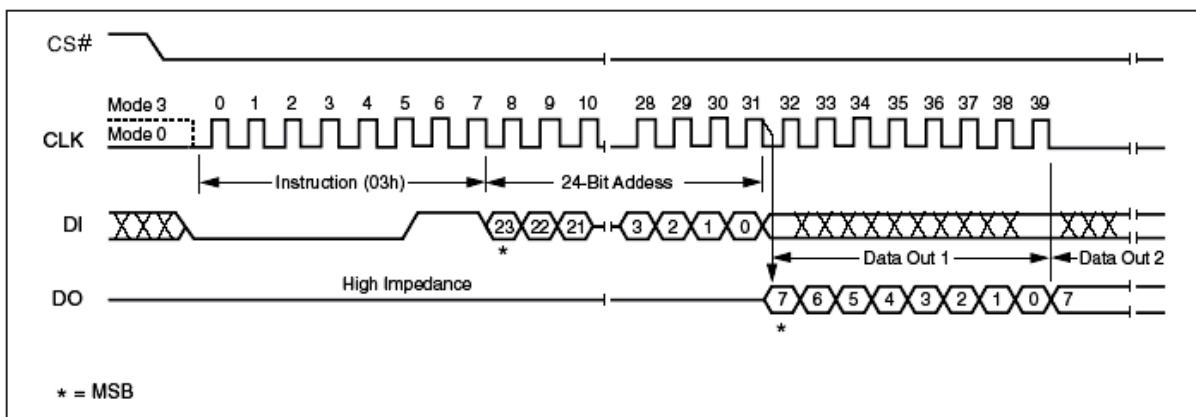 CS#
Mode 3
0 1 2 3 4 5 6 7 8 9 10 28 29 30 31 32 33 34 35 36 37 38 39
Mode 0
CLK
Instruction (03h) 24-Bit Addess
DI 23 22 21 3 2 1 0
* Data Out 1 Data Out 2
High Impedance
DO 7 6 5 4 3 2 1 0 7
*
* = MSB